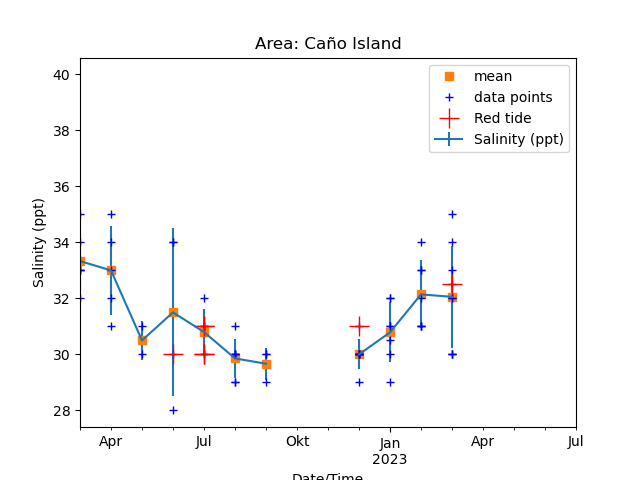 Area: Caño Island
mean
data points
Red tide
Salinity (ppt)
Salinity (ppt)
40
38
36
34
32
30
28
Apr
Jul
Okt
Jan
2023
Apr
Jul
Date/Time